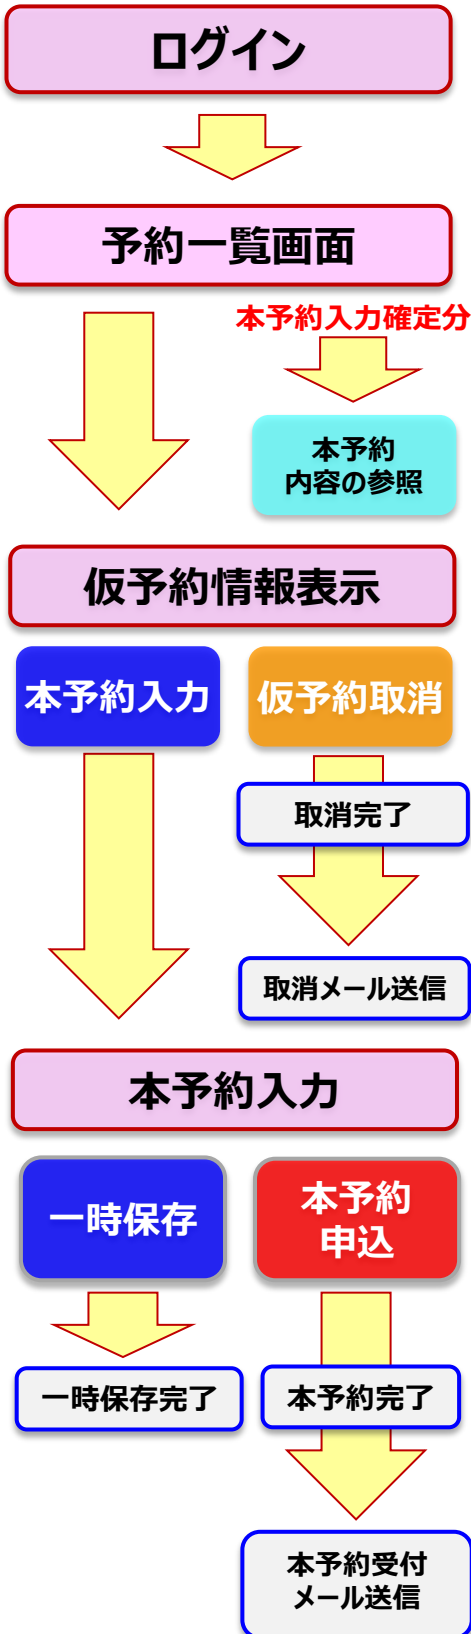 ログイン
予約一覧画面
本予約入力確定分
本予約
内容の参照
仮予約情報表示
本予約入力
仮予約取消
取消完了
取消メール送信
本予約入力
一時保存
本予約
申込
一時保存完了
本予約完了
本予約受付
メール送信